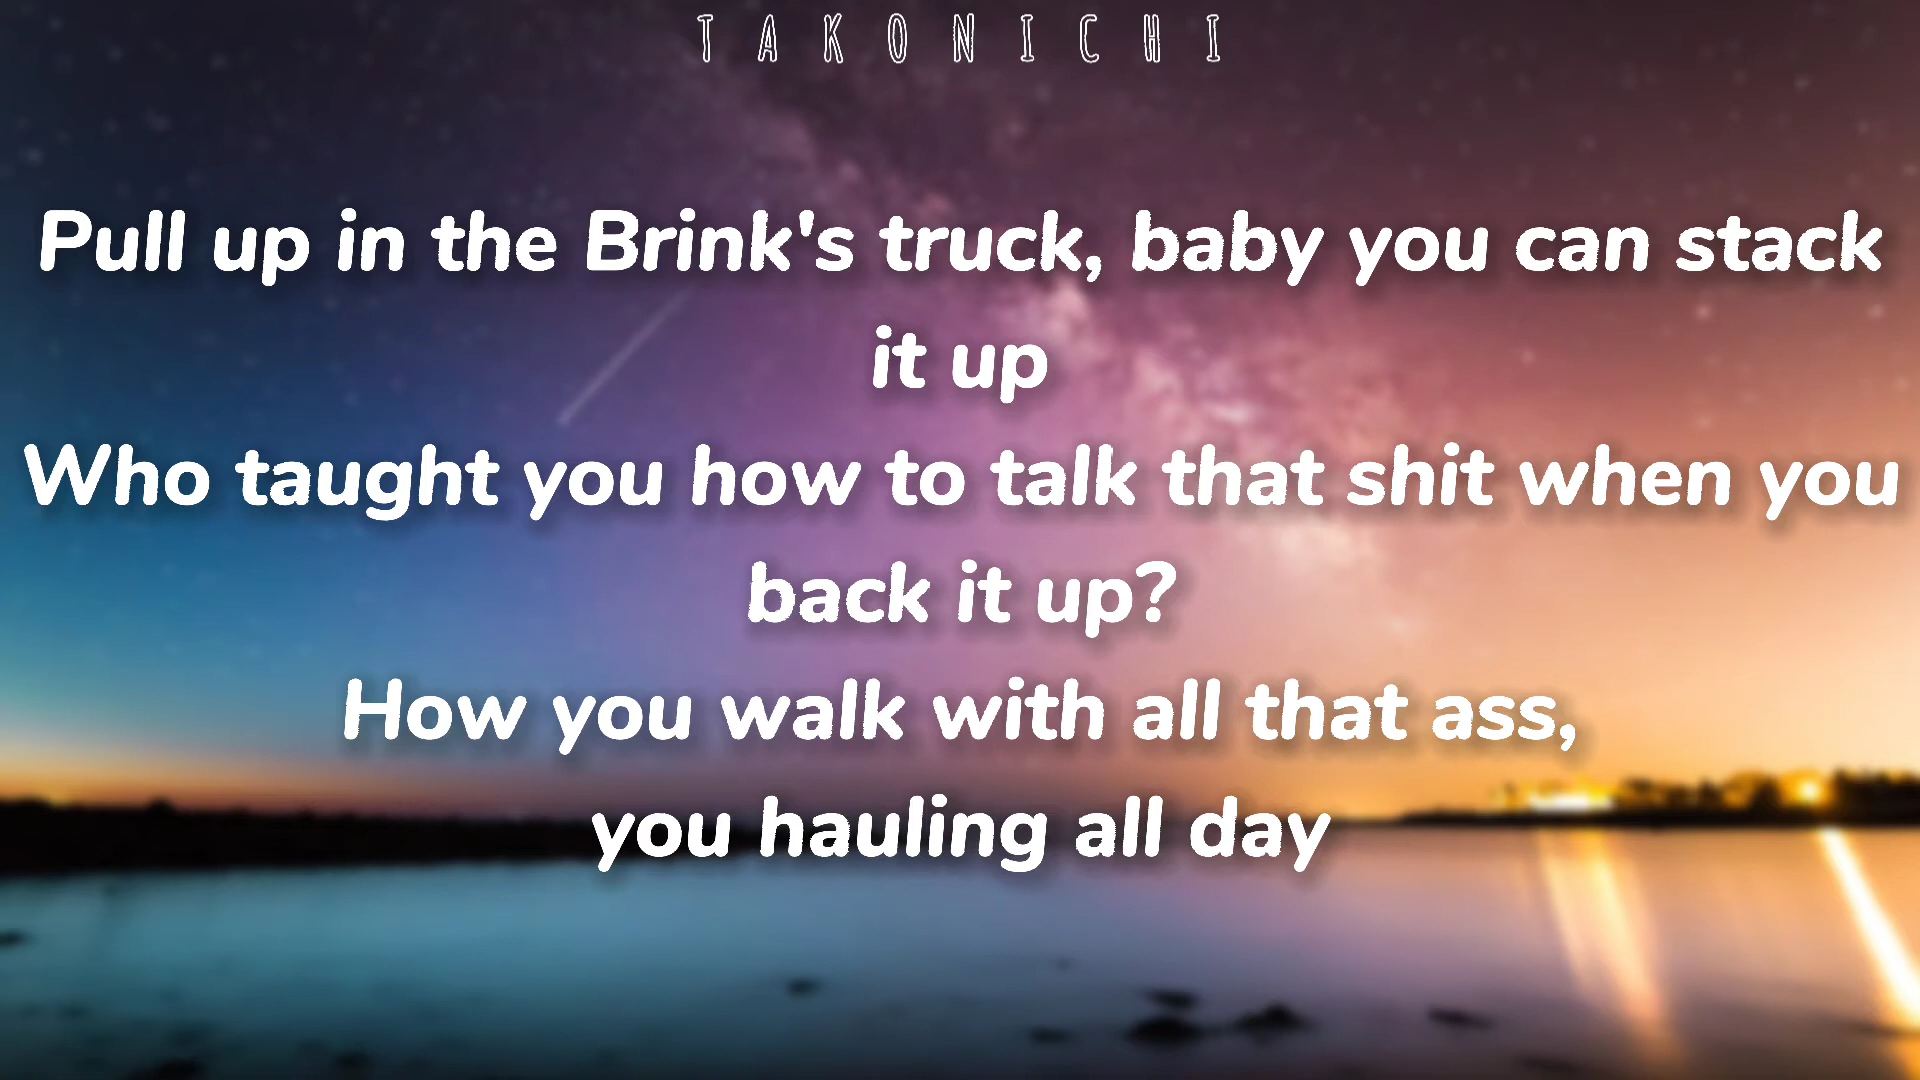 TAKONICHI
Pull up in the Brink's truck, baby you can stack
it up
Who taught you how to talk that shit when you
back it up?
How you walk with all that ass,
you hauling all day